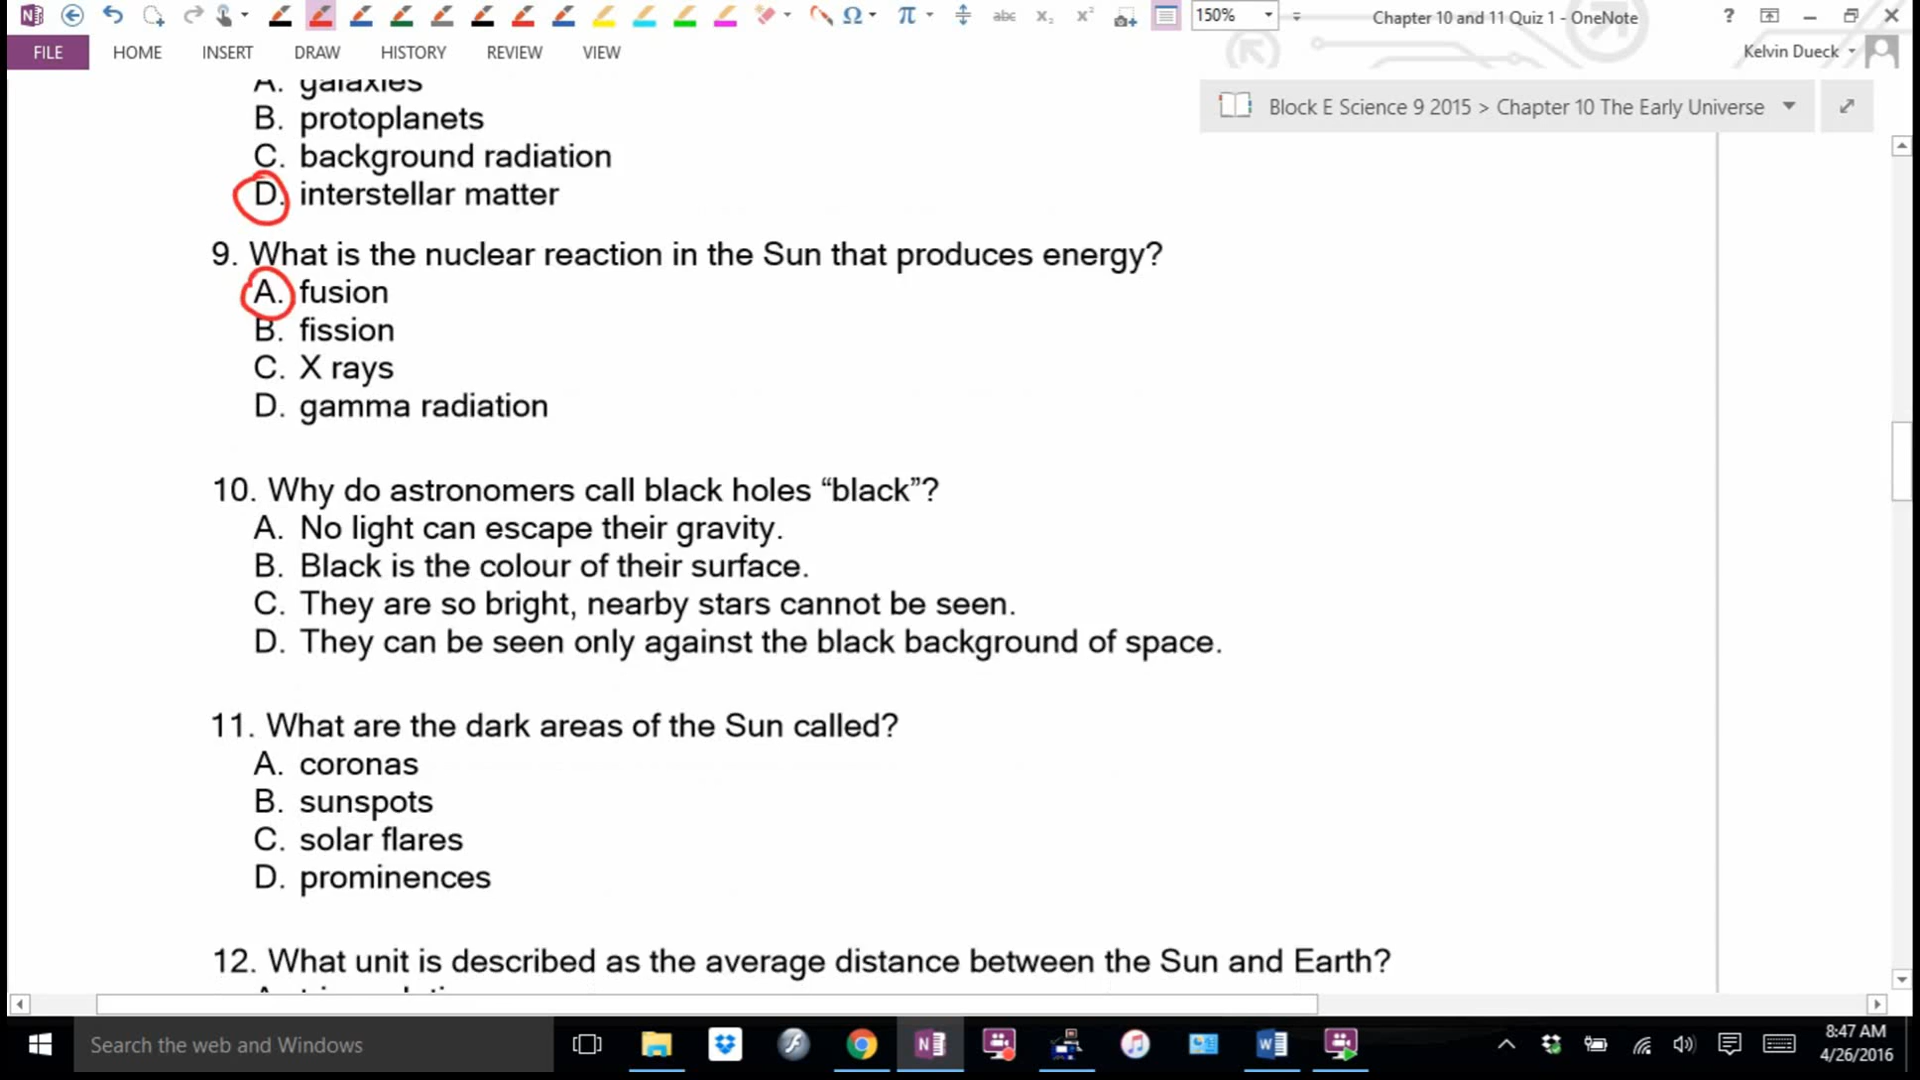 150%
Chapter 10 and 11 Quiz 1 - OneNote
FILE HOME INSERT DRAW HISTORY REVIEW VIEW
Kelvin Dueck
Block E Science 9 2015 > Chapter 10 The Early Universe
A. galaxies
B. protoplanets
C. background radiation
D. interstellar matter
9. What is the nuclear reaction in the Sun that produces energy?
A. fusion
B. fission
C. X rays
D. gamma radiation
10. Why do astronomers call black holes “black”?
A. No light can escape their gravity.
B. Black is the colour of their surface.
C. They are so bright, nearby stars cannot be seen.
D. They can be seen only against the black background of space.
11. What are the dark areas of the Sun called?
A. coronas
B. sunspots
C. solar flares
D. prominences
12. What unit is described as the average distance between the Sun and Earth?
Search the web and Windows
8:47 AM
4/26/2016